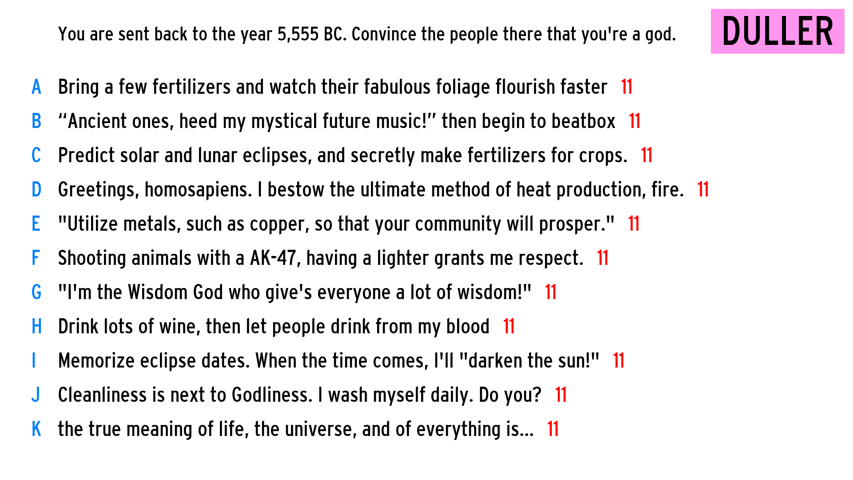 You are sent back to the year 5,555 BC. Convince the people there that you're a god.
DULLER
A Bring a few fertilizers and watch their fabulous foliage flourish faster 11
B “Ancient ones, heed my mystical future music!” then begin to beatbox 11
C Predict solar and lunar eclipses, and secretly make fertilizers for crops. 11
D Greetings, homosapiens. I bestow the ultimate method of heat production, fire. 11
E "Utilize metals, such as copper, so that your community will prosper." 11
F Shooting animals with a AK-47, having a lighter grants me respect. 11
G "I'm the Wisdom God who give's everyone a lot of wisdom!" 11
H Drink lots of wine, then let people drink from my blood 11
I Memorize eclipse dates. When the time comes, I'll "darken the sun!" 11
J Cleanliness is next to Godliness. I wash myself daily. Do you? 11
K the true meaning of life, the universe, and of everything is... 11